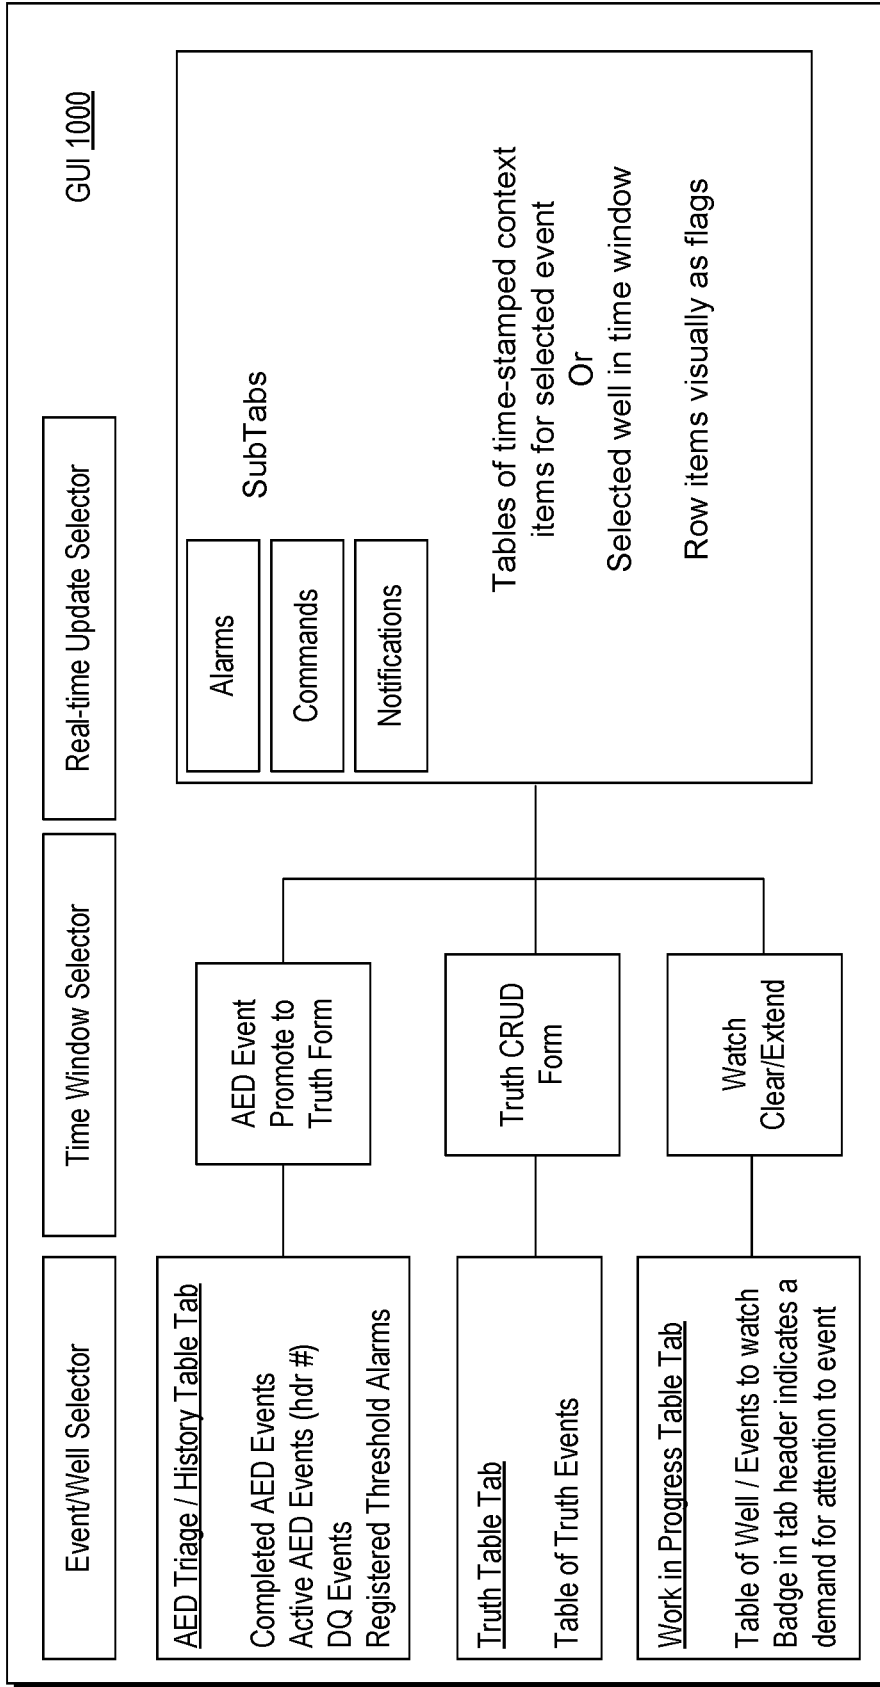 GUI 1000
Event/Well Selector
Time Window Selector
Real-time Update Selector
AED Triage / History Table Tab
Completed AED Events
Active AED Events (hdr #)
DQ Events
Registered Threshold Alarms
AED Event
Promote to
Truth Form
Truth Table Tab
Table of Truth Events
Truth CRUD
Form
Work in Progress Table Tab
Table of Well / Events to watch
Badge in tab header indicates a
demand for attention to event
Watch
Clear/Extend
Alarms
Commands
Notifications
SubTabs
Tables of time-stamped context
items for selected event
Or
Selected well in time window
Row items visually as flags